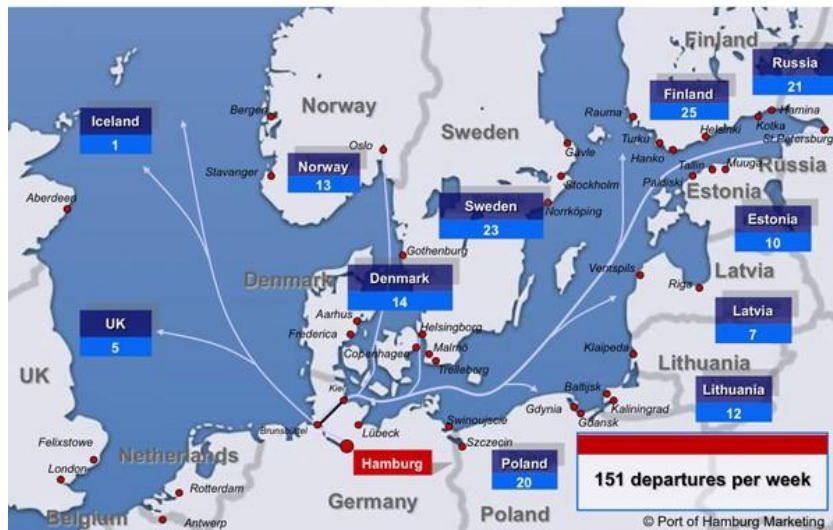 Finland
Russia
21
Finland
25
Hamina
Rauma
Kotka
Helsinki
Turku
St.Petersburg
Hanko
Tallin
Muuga
Russia
Paldiski
Estonia
Iceland
1
Bergen
Norway
Oslo
Stavanger
Norway
13
Sweden
Gävle
Stockholm
Norrköping
Sweden
23
Estonia
10
Aberdeen
Gothenburg
Denmark
Denmark
14
Ventspils
Latvia
Riga
Latvia
7
UK
5
Aarhus
Frederica
Copenhagen
Helsingborg
Malmö
Trelleborg
Klaipeda
Lithuania
Lithuania
12
UK
Kiel
Baltijsk
Kaliningrad
Gdynia
Gdansk
Brunsbüttel
Lübeck
Swinoujscie
Szczecin
Felixstowe
London
Netherlands
Rotterdam
Belgium
Antwerp
Hamburg
Germany
Poland
20
Poland
151 departures per week
© Port of Hamburg Marketing